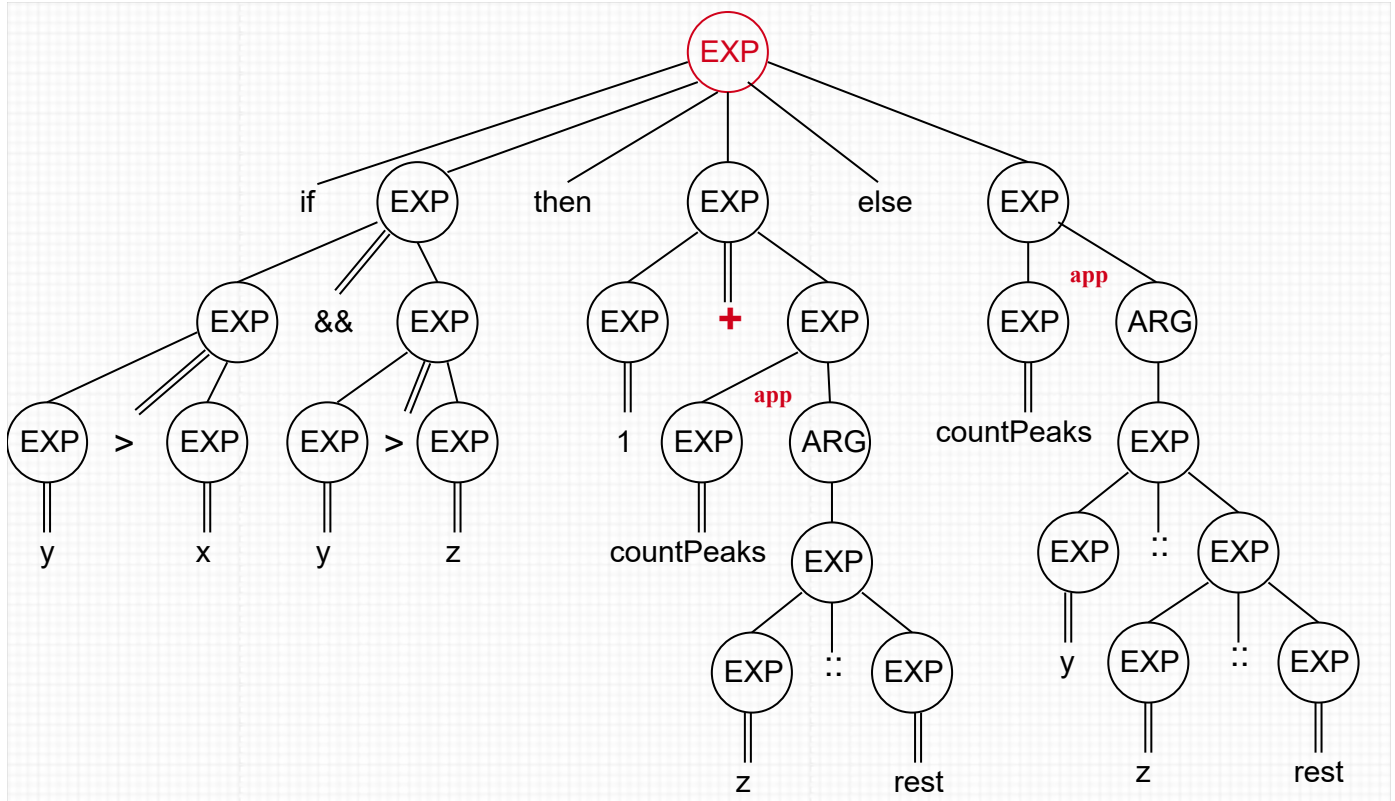 EXP
if EXP then EXP else EXP
EXP && EXP EXP + EXP app EXP ARG
EXP > EXP EXP > EXP 1 app EXP ARG countPeaks EXP
y x y z countPeaks EXP EXP :: EXP
EXP :: EXP y EXP :: EXP
z rest z rest